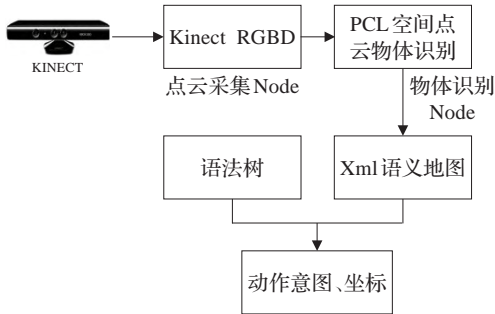 Kinect RGBD
PCL空间点
云物体识别
KINECT
点云采集Node
物体识别
Node
语法树
Xml语义地图
动作意图、坐标